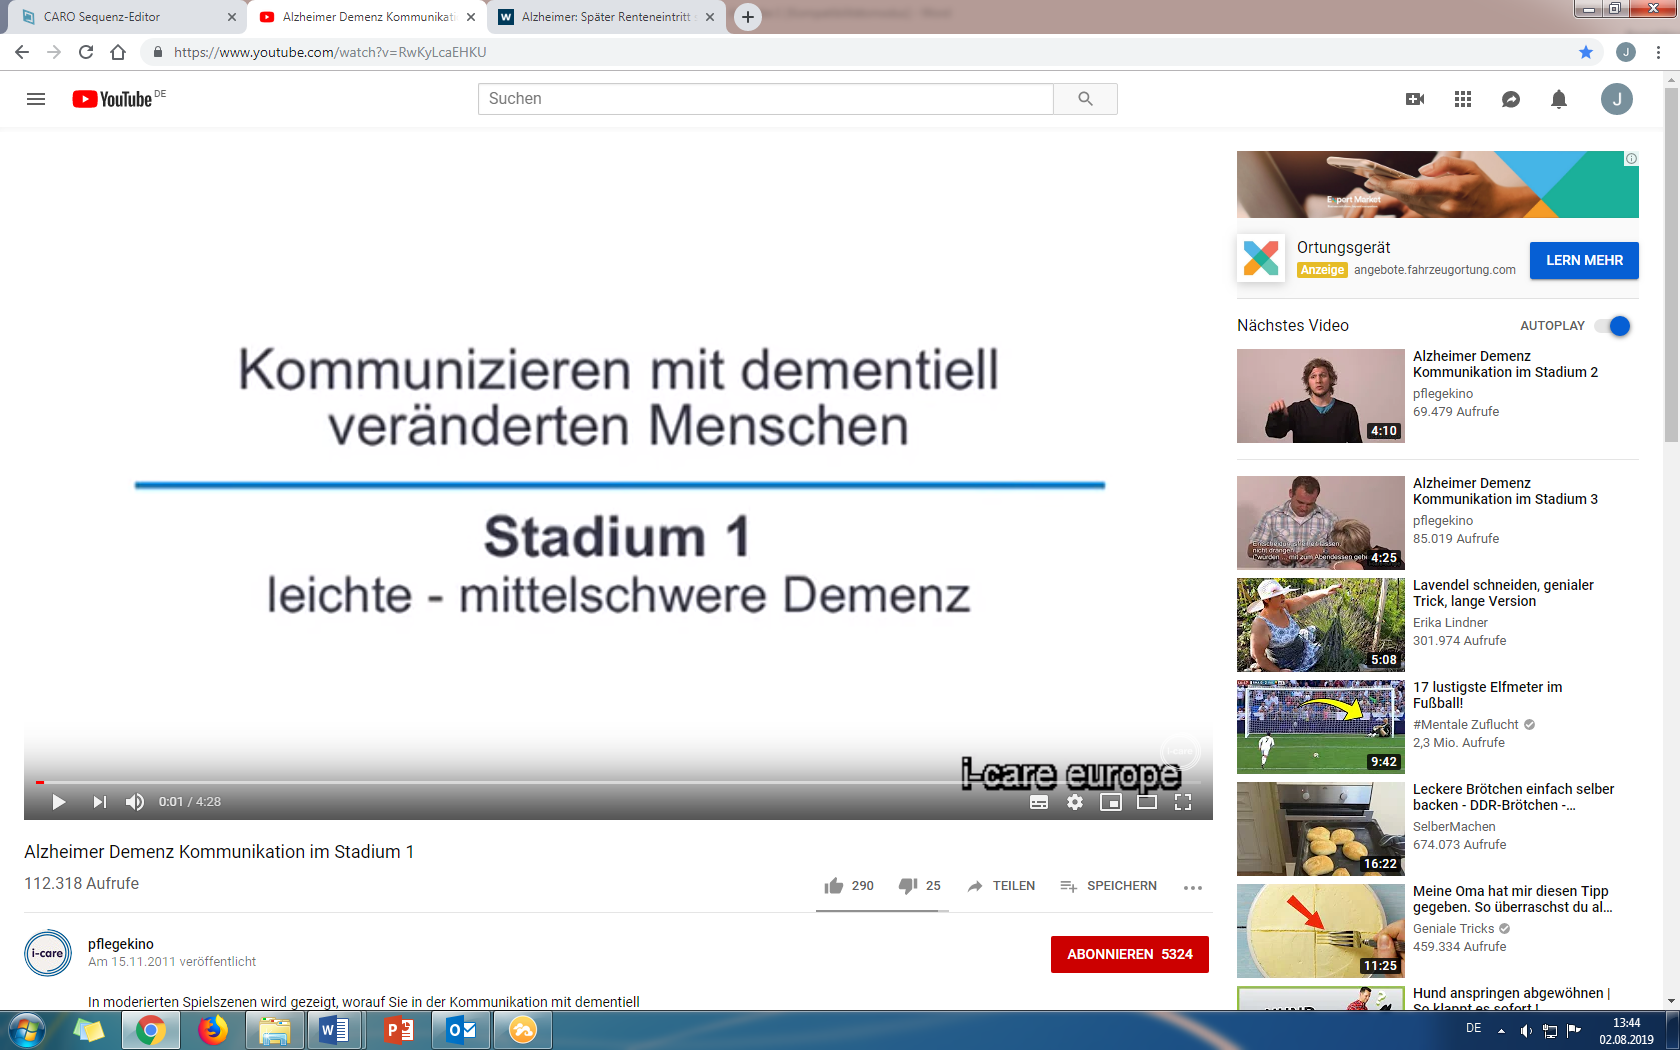 CARO Sequenz-Editor
Alzheimer Demenz Kommunikati
Alzheimer: Später Renteneintritt
https://www.youtube.com/watch?v=RwKyLcaEHKU
J
YouTube DE
Suchen
J
Kommunizieren mit dementiell
veränderten Menschen
Stadium 1
leichte - mittelschwere Demenz
i-care
i-care europe
0:01 / 4:28
Alzheimer Demenz Kommunikation im Stadium 1
112.318 Aufrufe
290
25
TEILEN
SPEICHERN
i-care
pflegekino
Am 15.11.2011 veröffentlicht
ABONNIEREN 5324
In moderierten Spielszenen wird gezeigt, worauf Sie in der Kommunikation mit dementiell
Ortungsgerät
Anzeige angebote.fahrzeugortung.com
LERN MEHR
Nächstes Video
AUTOPLAY
4:10
Alzheimer Demenz
Kommunikation im Stadium 2
pflegekino
69.479 Aufrufe
4:25
Alzheimer Demenz
Kommunikation im Stadium 3
pflegekino
85.019 Aufrufe
5:08
Lavendel schneiden, genialer
Trick, lange Version
Erika Lindner
301.974 Aufrufe
9:42
17 lustigste Elfmeter im
Fußball!
#Mentale Zuflucht
2,3 Mio. Aufrufe
16:22
Leckere Brötchen einfach selber
backen - DDR-Brötchen -...
SelberMachen
674.073 Aufrufe
11:25
Meine Oma hat mir diesen Tipp
gegeben. So überraschst du al...
Geniale Tricks
459.334 Aufrufe
Hund anspringen abgewöhnen |
So klappt es sofort !
DE
13:44
02.08.2019